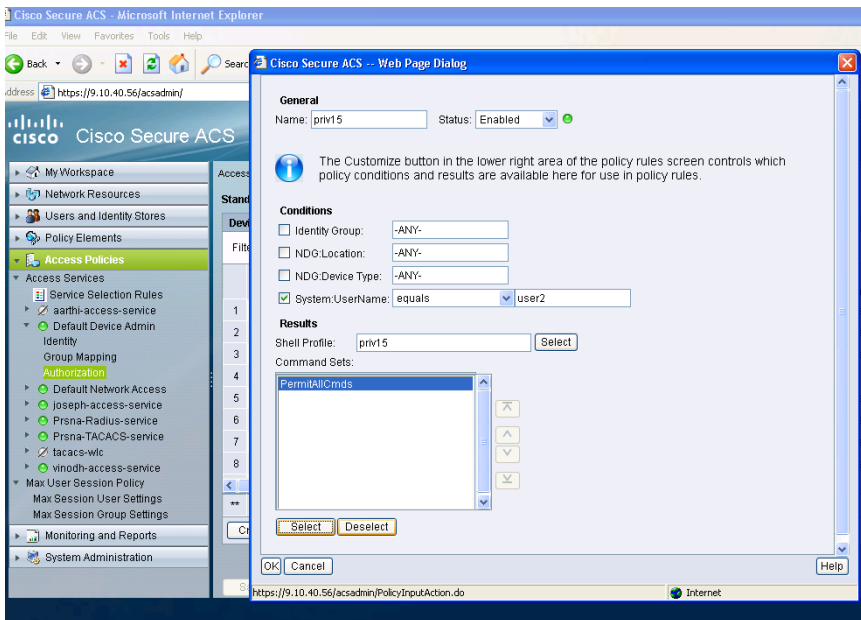 Cisco Secure ACS - Microsoft Internet Explorer
File Edit View Favorites Tools Help
Back Searc
Address https://9.10.40.56/acsadmin/
CISCO Cisco Secure ACS
My Workspace
Network Resources
Users and Identity Stores
Policy Elements
Access Policies
Access Services
Service Selection Rules
aarthi-access-service
Default Device Admin
Identity
Group Mapping
Authorization
Default Network Access
joseph-access-service
Prsna-Radius-service
Prsna-TACACS-service
tacacs-wlc
vinodh-access-service
Max User Session Policy
Max Session User Settings
Max Session Group Settings
Monitoring and Reports
System Administration
Access
Stand
Devi
Filte
1
2
3
4
5
6
7
8
**
Cr
Sa
Cisco Secure ACS -- Web Page Dialog
General
Name: priv15 Status: Enabled
The Customize button in the lower right area of the policy rules screen controls which
policy conditions and results are available here for use in policy rules.
Conditions
Identity Group: -ANY-
NDG:Location: -ANY-
NDG:Device Type: -ANY-
System:UserName: equals user2
Results
Shell Profile: priv15 Select
Command Sets:
PermitAllCmds
Select Deselect
OK Cancel Help
https://9.10.40.56/acsadmin/PolicyInputAction.do Internet